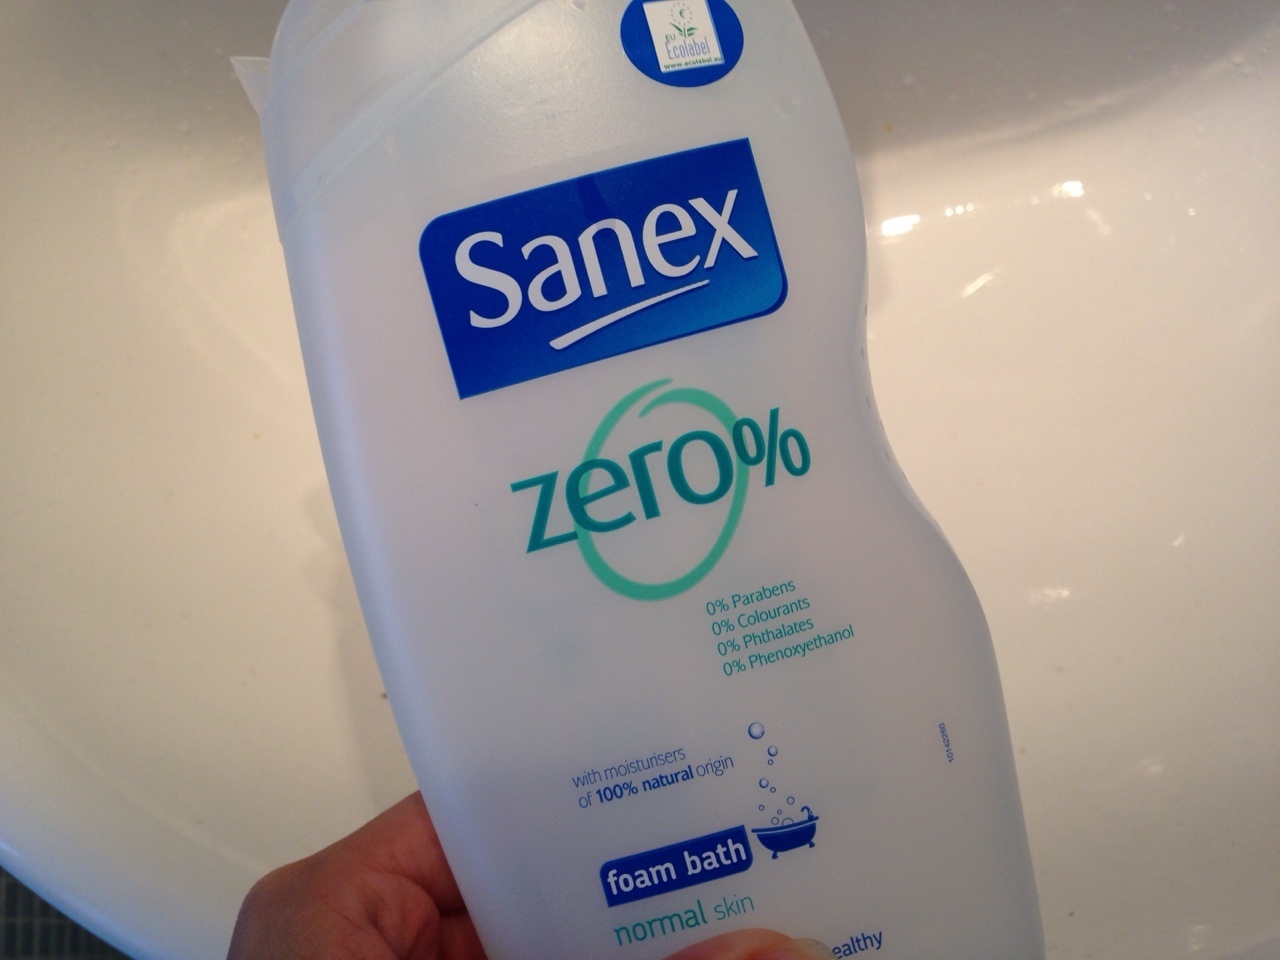 EU
Ecolabel
www.ecolabel.eu
Sanex
zero%
0% Parabens
0% Colourants
0% Phthalates
0% Phenoxyethanol
with moisturisers
of 100% natural origin
foam bath
normal skin
ealthy